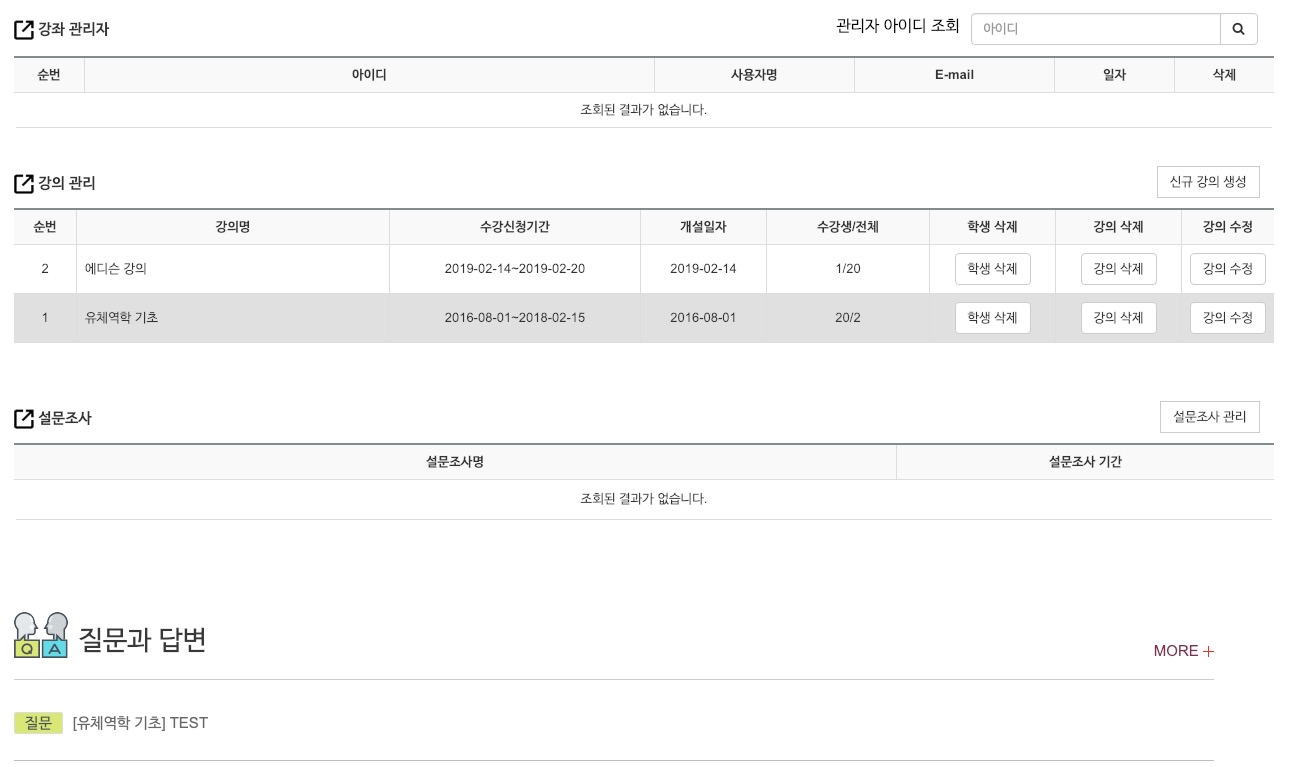 강좌 관리자
관리자 아이디 조회 아이디
순번 아이디 사용자명 E-mail 일자 삭제
조회된 결과가 없습니다.
강의 관리
신규 강의 생성
순번 강의명 수강신청기간 개설일자 수강생/전체 학생 삭제 강의 삭제 강의 수정
2 에디슨 강의 2019-02-14~2019-02-20 2019-02-14 1/20 학생 삭제 강의 삭제 강의 수정
1 유체역학 기초 2016-08-01~2018-02-15 2016-08-01 20/2 학생 삭제 강의 삭제 강의 수정
설문조사
설문조사 관리
설문조사명 설문조사 기간
조회된 결과가 없습니다.
Q A 질문과 답변
MORE +
질문 [유체역학 기초] TEST